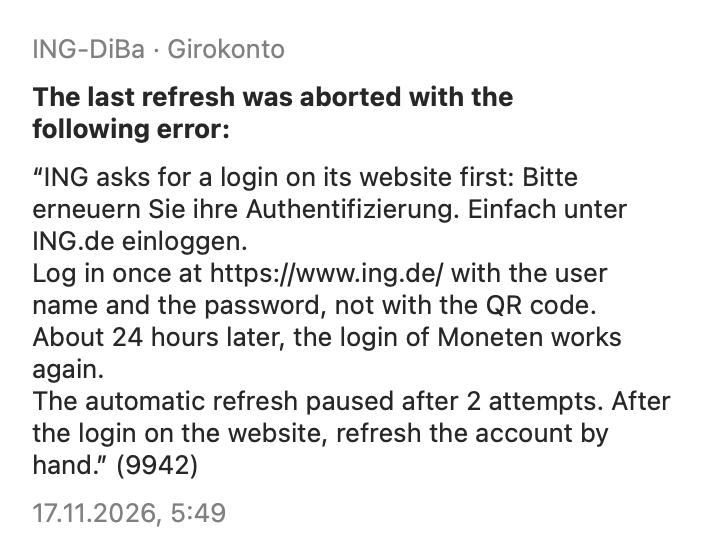 ING-DiBa · Girokonto
The last refresh was aborted with the
following error:
“ING asks for a login on its website first: Bitte
erneuern Sie ihre Authentifizierung. Einfach unter
ING.de einloggen.
Log in once at https://www.ing.de/ with the user
name and the password, not with the QR code.
About 24 hours later, the login of Moneten works
again.
The automatic refresh paused after 2 attempts. After
the login on the website, refresh the account by
hand.” (9942)
17.11.2026, 5:49